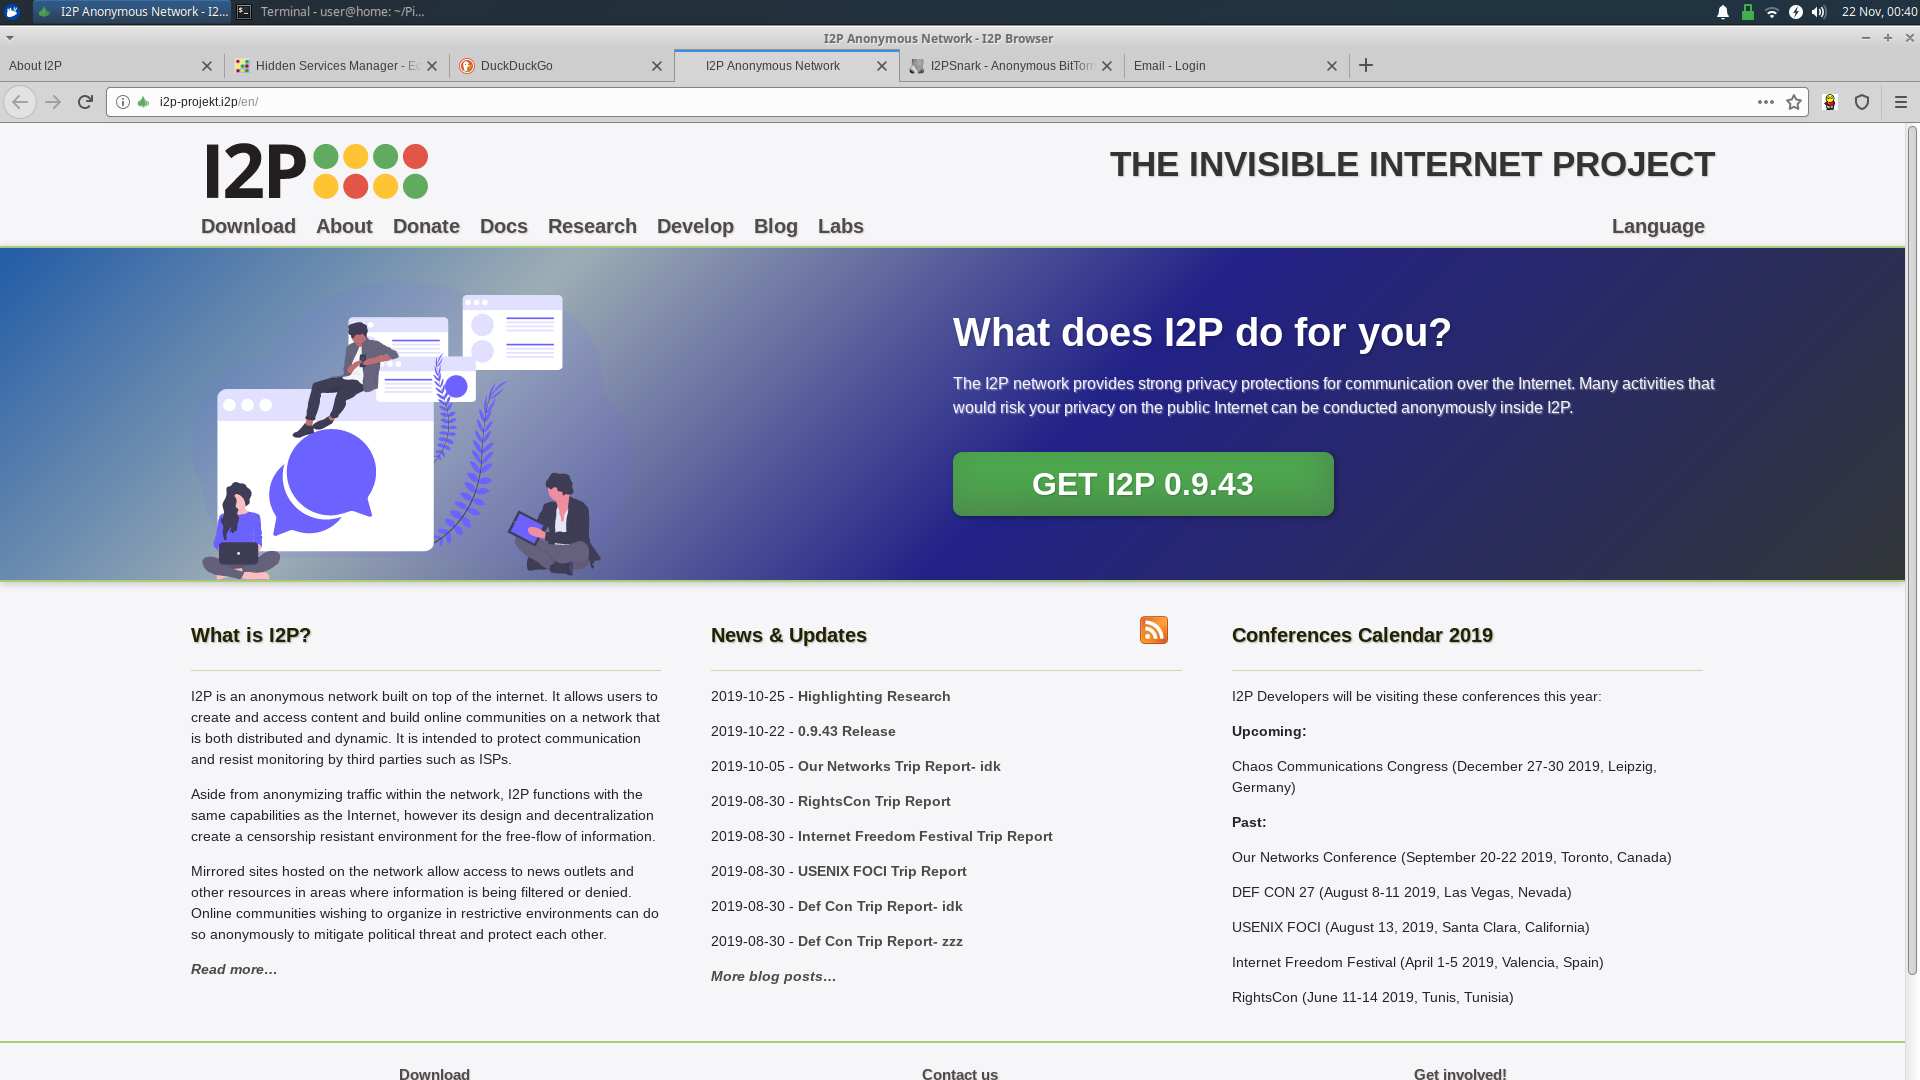 I2P Anonymous Network - I2...
Terminal - user@home: ~/Pi...
22 Nov, 00:40
I2P Anonymous Network - I2P Browser
About I2P
Hidden Services Manager - Ec
DuckDuckGo
I2P Anonymous Network
I2PSnark - Anonymous BitTorr
Email - Login
i2p-projekt.i2p/en/
I2P
THE INVISIBLE INTERNET PROJECT
Download About Donate Docs Research Develop Blog Labs Language
What does I2P do for you?
The I2P network provides strong privacy protections for communication over the Internet. Many activities that
would risk your privacy on the public Internet can be conducted anonymously inside I2P.
GET I2P 0.9.43
What is I2P?
I2P is an anonymous network built on top of the internet. It allows users to
create and access content and build online communities on a network that
is both distributed and dynamic. It is intended to protect communication
and resist monitoring by third parties such as ISPs.
Aside from anonymizing traffic within the network, I2P functions with the
same capabilities as the Internet, however its design and decentralization
create a censorship resistant environment for the free-flow of information.
Mirrored sites hosted on the network allow access to news outlets and
other resources in areas where information is being filtered or denied.
Online communities wishing to organize in restrictive environments can do
so anonymously to mitigate political threat and protect each other.
Read more…
News & Updates
2019-10-25 - Highlighting Research
2019-10-22 - 0.9.43 Release
2019-10-05 - Our Networks Trip Report- idk
2019-08-30 - RightsCon Trip Report
2019-08-30 - Internet Freedom Festival Trip Report
2019-08-30 - USENIX FOCI Trip Report
2019-08-30 - Def Con Trip Report- idk
2019-08-30 - Def Con Trip Report- zzz
More blog posts…
Conferences Calendar 2019
I2P Developers will be visiting these conferences this year:
Upcoming:
Chaos Communications Congress (December 27-30 2019, Leipzig,
Germany)
Past:
Our Networks Conference (September 20-22 2019, Toronto, Canada)
DEF CON 27 (August 8-11 2019, Las Vegas, Nevada)
USENIX FOCI (August 13, 2019, Santa Clara, California)
Internet Freedom Festival (April 1-5 2019, Valencia, Spain)
RightsCon (June 11-14 2019, Tunis, Tunisia)
Download
Contact us
Get involved!